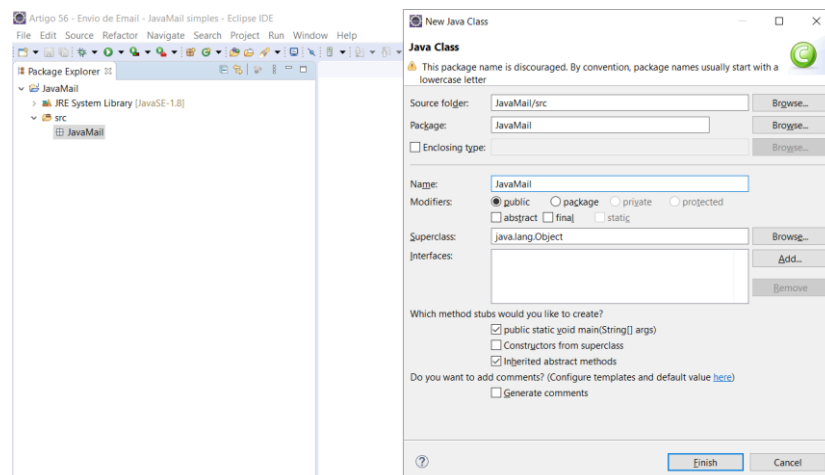 Artigo 56 - Envio de Email - JavaMail simples - Eclipse IDE
File Edit Source Refactor Navigate Search Project Run Window Help
Package Explorer
JavaMail
JRE System Library [JavaSE-1.8]
src
JavaMail
New Java Class
Java Class
This package name is discouraged. By convention, package names usually start with a
lowercase letter
Source folder: JavaMail/src Browse...
Package: JavaMail Browse...
Enclosing type: Browse...
Name: JavaMail
Modifiers: public package private protected
abstract final static
Superclass: java.lang.Object Browse...
Interfaces: Add...
Remove
Which method stubs would you like to create?
public static void main(String[] args)
Constructors from superclass
Inherited abstract methods
Do you want to add comments? (Configure templates and default value here)
Generate comments
? Finish Cancel